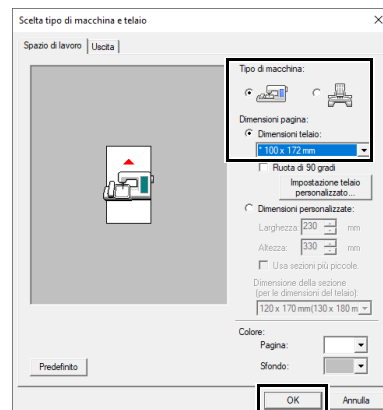 Scelta tipo di macchina e telaio
Spazio di lavoro
Uscita
Tipo di macchina:
Dimensioni pagina:
Dimensioni telaio:
* 100 x 172 mm
Ruota di 90 gradi
Impostazione telaio
personalizzato...
Dimensioni personalizzate:
Larghezza: 230 mm
Altezza: 330 mm
Usa sezioni più piccole.
Dimensione della sezione
(per le dimensioni del telaio):
120 x 170 mm(130 x 180 m
Colore:
Pagina:
Sfondo:
Predefinito
OK
Annulla